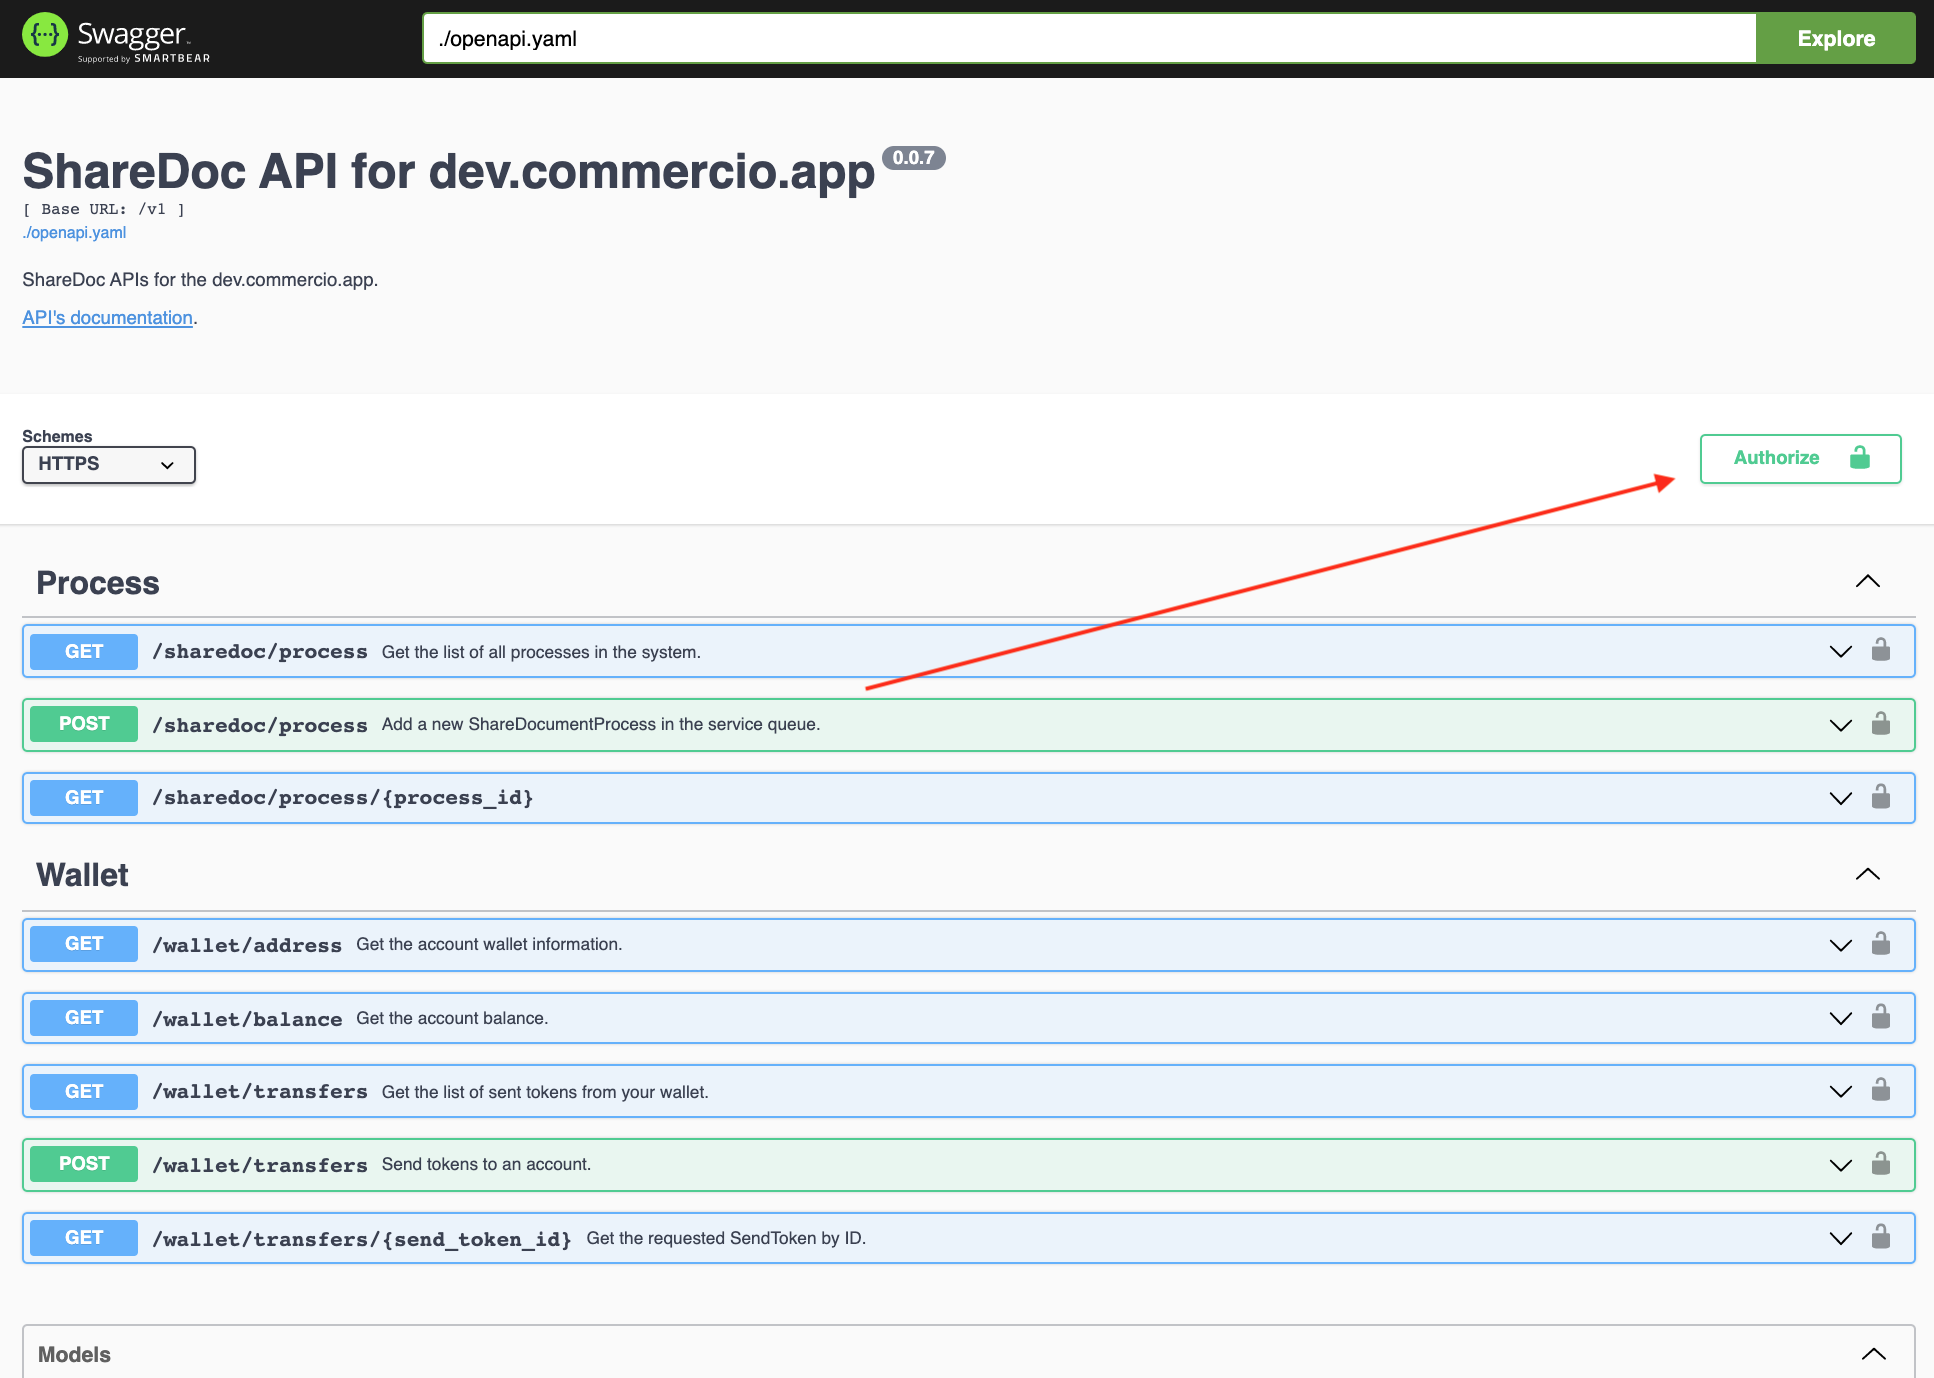 {···} Swagger™
Supported by SMARTBEAR
./openapi.yaml
Explore
ShareDoc API for dev.commercio.app 0.0.7
[ Base URL: /v1 ]
./openapi.yaml
ShareDoc APIs for the dev.commercio.app.
API's documentation.
Schemes
HTTPS
Authorize
Process
GET /sharedoc/process Get the list of all processes in the system.
POST /sharedoc/process Add a new ShareDocumentProcess in the service queue.
GET /sharedoc/process/{process_id}
Wallet
GET /wallet/address Get the account wallet information.
GET /wallet/balance Get the account balance.
GET /wallet/transfers Get the list of sent tokens from your wallet.
POST /wallet/transfers Send tokens to an account.
GET /wallet/transfers/{send_token_id} Get the requested SendToken by ID.
Models